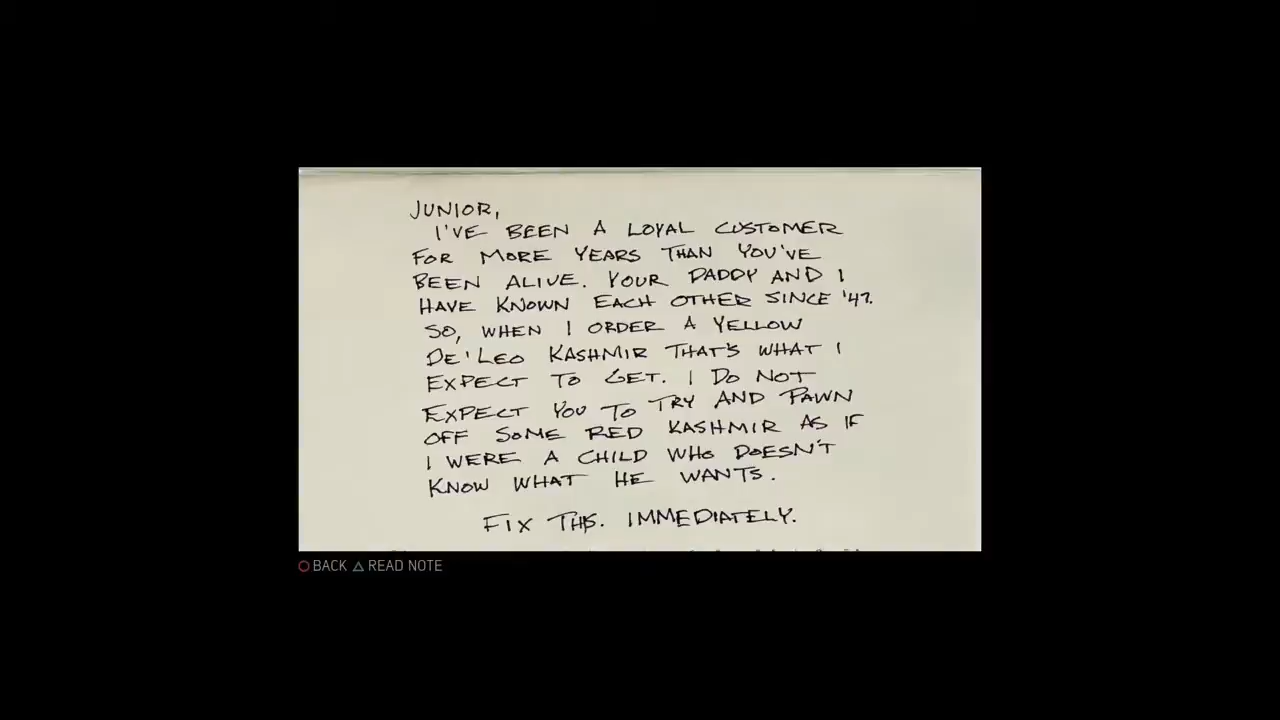 JUNIOR,
I'VE BEEN A LOYAL CUSTOMER
FOR MORE YEARS THAN YOU'VE
BEEN ALIVE. YOUR DADDY AND I
HAVE KNOWN EACH OTHER SINCE '47.
SO, WHEN I ORDER A YELLOW
DE'LEO KASHMIR THAT'S WHAT I
EXPECT TO GET. I DO NOT
EXPECT YOU TO TRY AND PAWN
OFF SOME RED KASHMIR AS IF
I WERE A CHILD WHO DOESN'T
KNOW WHAT HE WANTS.
FIX THIS. IMMEDIATELY.
BACK READ NOTE